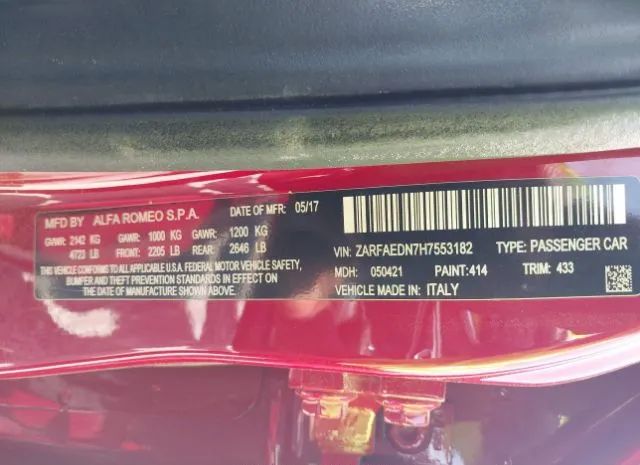 MFD BY ALFA ROMEO S.P.A. DATE OF MFR: 05/17
GVWR: 2142 KG GAWR: 1000 KG GAWR: 1200 KG
4723 LB FRONT: 2205 LB REAR: 2646 LB
THIS VEHICLE CONFORMS TO ALL APPLICABLE U.S.A. FEDERAL MOTOR VEHICLE SAFETY,
BUMPER AND THEFT PREVENTION STANDARDS IN EFFECT ON
THE DATE OF MANUFACTURE SHOWN ABOVE.
VIN: ZARFAEDN7H7553182 TYPE: PASSENGER CAR
MDH: 050421 PAINT: 414 TRIM: 433
VEHICLE MADE IN: ITALY